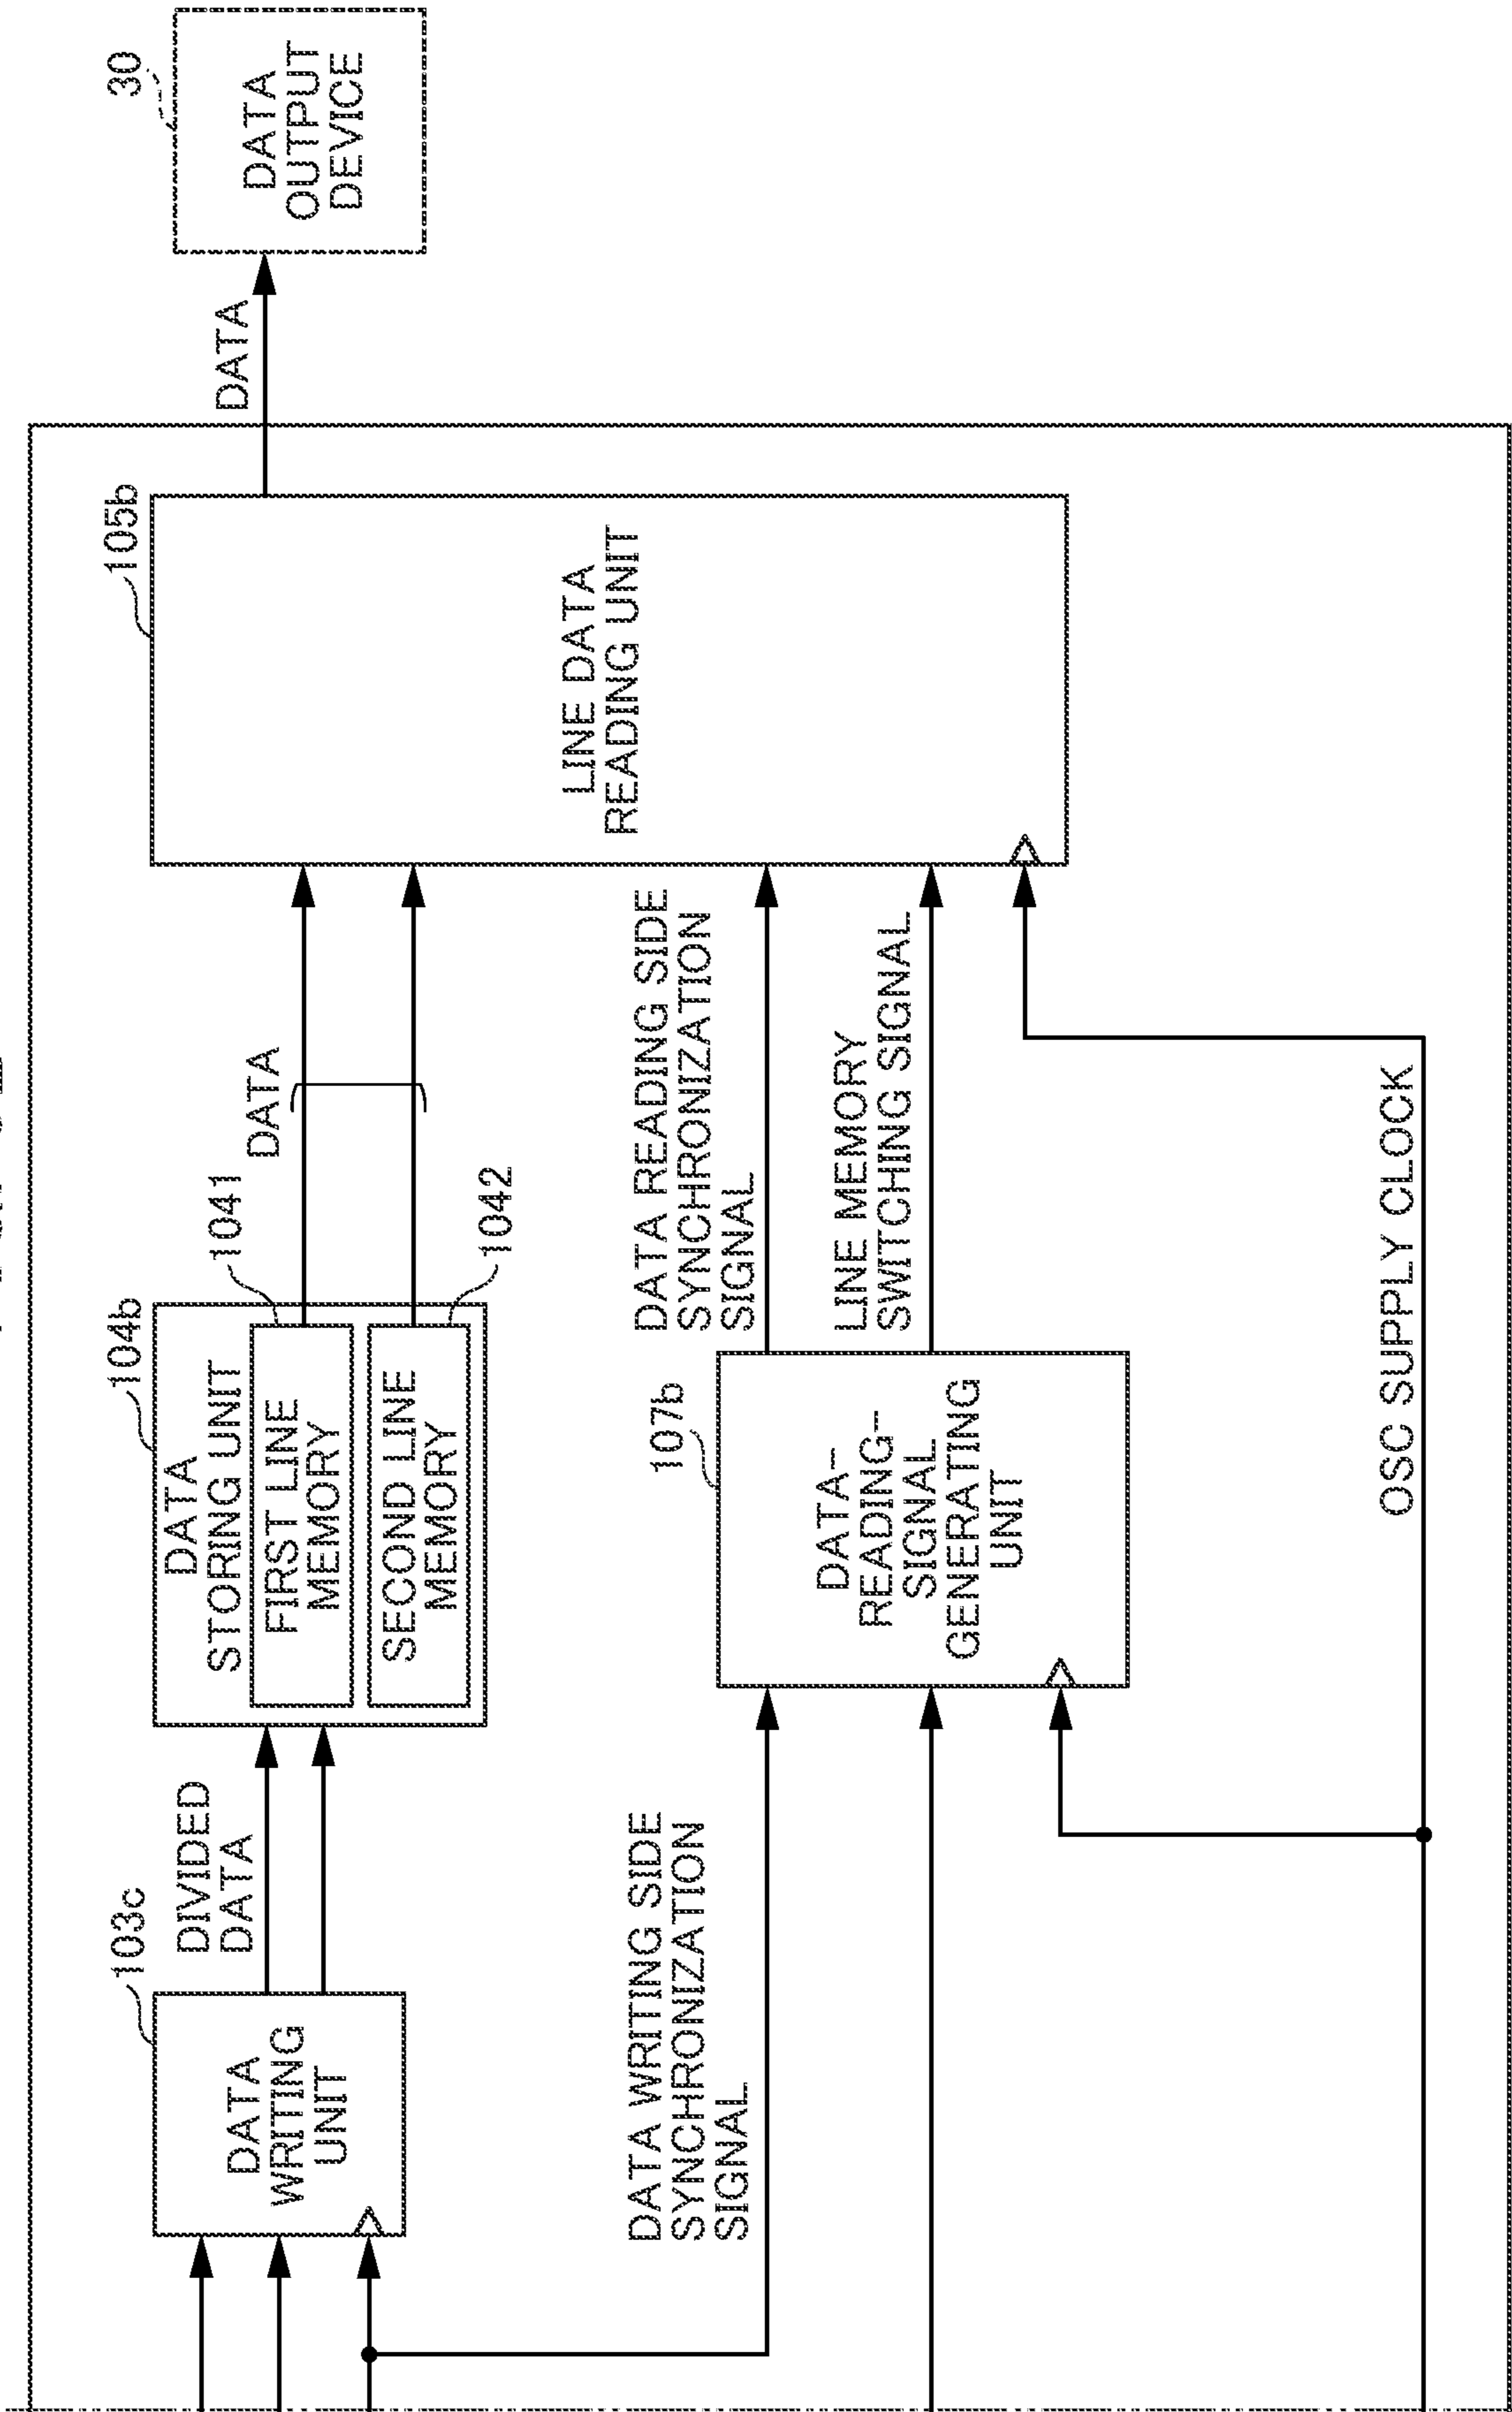 103c
DATA
WRITING
UNIT
DIVIDED
DATA
104b
DATA
STORING UNIT
FIRST LINE
MEMORY
SECOND LINE
MEMORY
1041
1042
DATA
105b
LINE DATA
READING UNIT
DATA
30
DATA
OUTPUT
DEVICE
DATA WRITING SIDE
SYNCHRONIZATION
SIGNAL
107b
DATA-
READING-
SIGNAL
GENERATING
UNIT
DATA READING SIDE
SYNCHRONIZATION
SIGNAL
LINE MEMORY
SWITCHING SIGNAL
OSC SUPPLY CLOCK